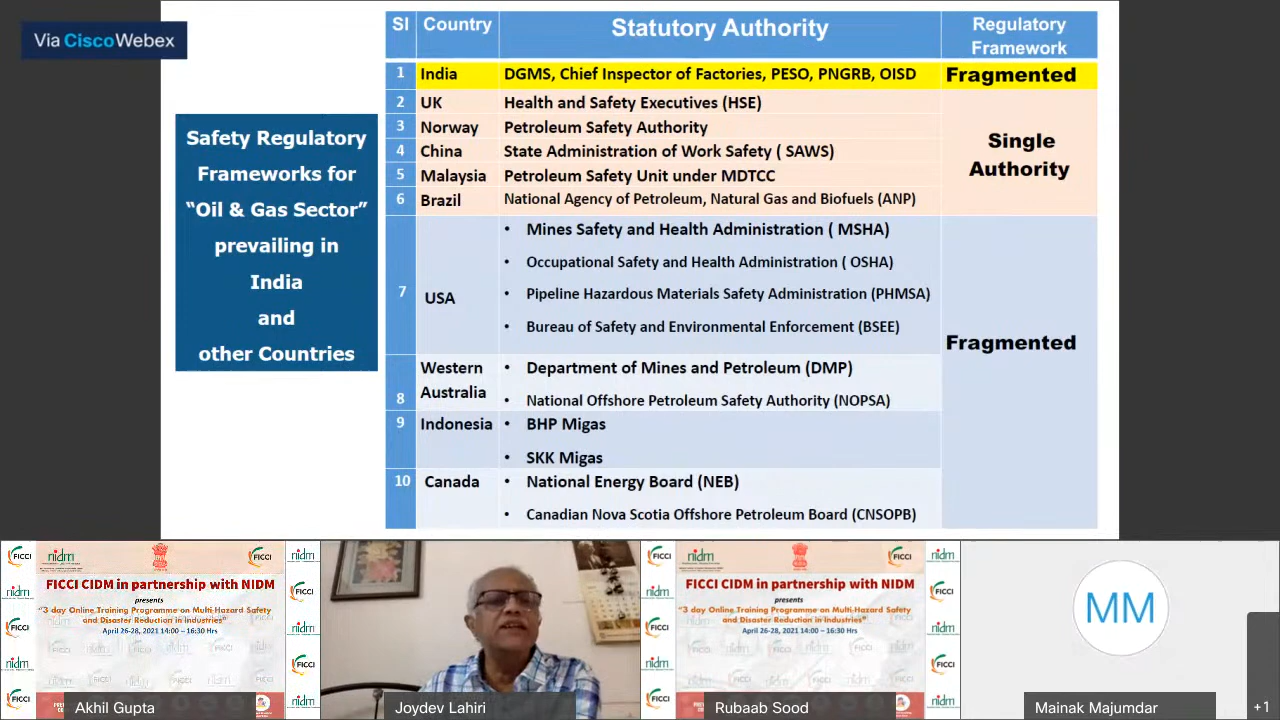 Via Cisco Webex
Safety Regulatory
Frameworks for
“Oil & Gas Sector”
prevailing in
India
and
other Countries
Sl Country Statutory Authority Regulatory Framework
1 India DGMS, Chief Inspector of Factories, PESO, PNGRB, OISD Fragmented
2 UK Health and Safety Executives (HSE)
3 Norway Petroleum Safety Authority
4 China State Administration of Work Safety ( SAWS)
5 Malaysia Petroleum Safety Unit under MDTCC
6 Brazil National Agency of Petroleum, Natural Gas and Biofuels (ANP)
Single
Authority
7 USA
• Mines Safety and Health Administration ( MSHA)
• Occupational Safety and Health Administration ( OSHA)
• Pipeline Hazardous Materials Safety Administration (PHMSA)
• Bureau of Safety and Environmental Enforcement (BSEE)
Fragmented
8 Western
Australia
• Department of Mines and Petroleum (DMP)
• National Offshore Petroleum Safety Authority (NOPSA)
9 Indonesia • BHP Migas
• SKK Migas
10 Canada • National Energy Board (NEB)
• Canadian Nova Scotia Offshore Petroleum Board (CNSOPB)
FICCI nidm FICCI nidm
FICCI CIDM in partnership with NIDM
presents
“3 day Online Training Programme on Multi-Hazard Safety
and Disaster Reduction in Industries”
April 26-28, 2021 14:00 – 16:30 Hrs
Akhil Gupta
Joydev Lahiri
FICCI nidm FICCI nidm
FICCI CIDM in partnership with NIDM
presents
“3 day Online Training Programme on Multi-Hazard Safety
and Disaster Reduction in Industries”
April 26-28, 2021 14:00 – 16:30 Hrs
Rubaab Sood
MM
Mainak Majumdar
+1